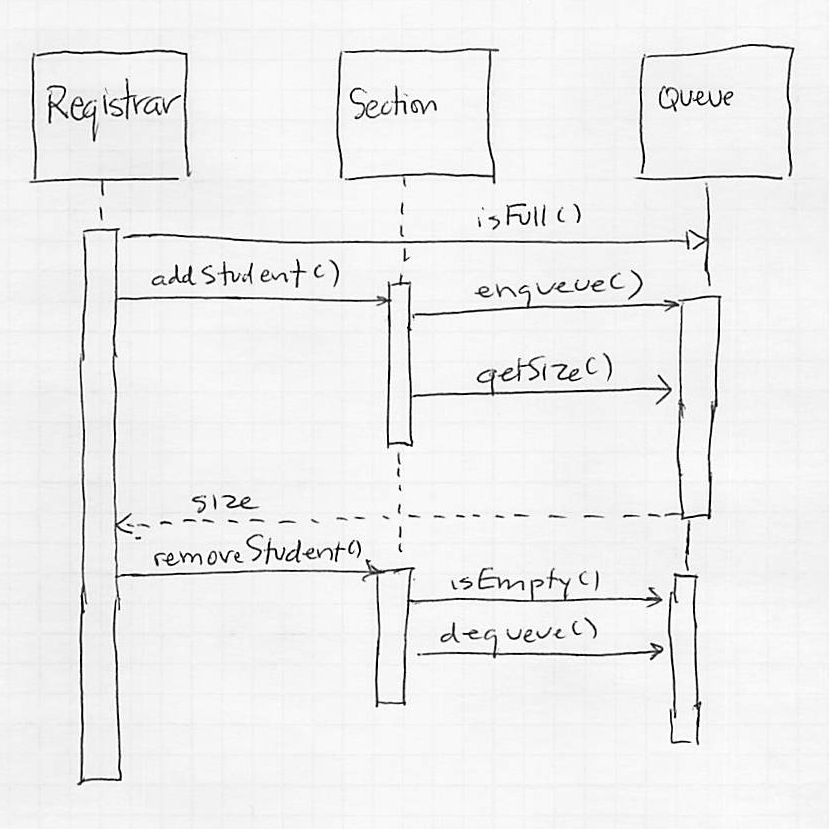 Registrar
Section
Queue
isFull()
addStudent()
enqueue()
getSize()
size
removeStudent()
isEmpty()
dequeue()